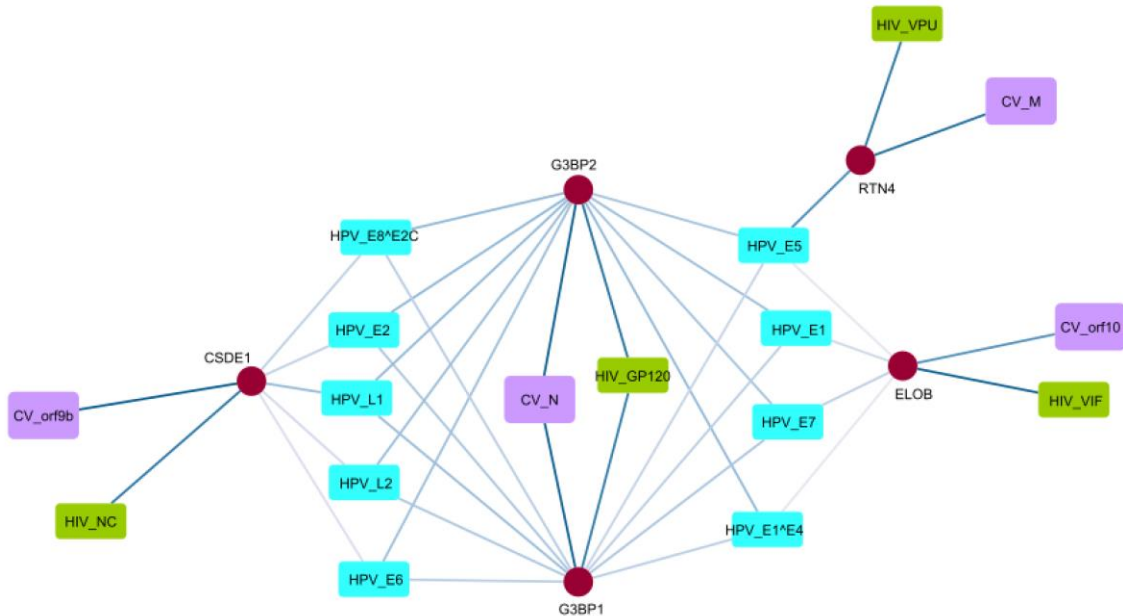 HIV_VPU
CV_M
G3BP2
RTN4
HPV_E8^E2C
HPV_E5
HPV_E2
HPV_E1
CV_orf10
CSDE1
HIV_GP120
ELOB
HPV_L1
CV_N
HIV_VIF
CV_orf9b
HPV_E7
HPV_L2
HIV_NC
HPV_E1^E4
HPV_E6
G3BP1